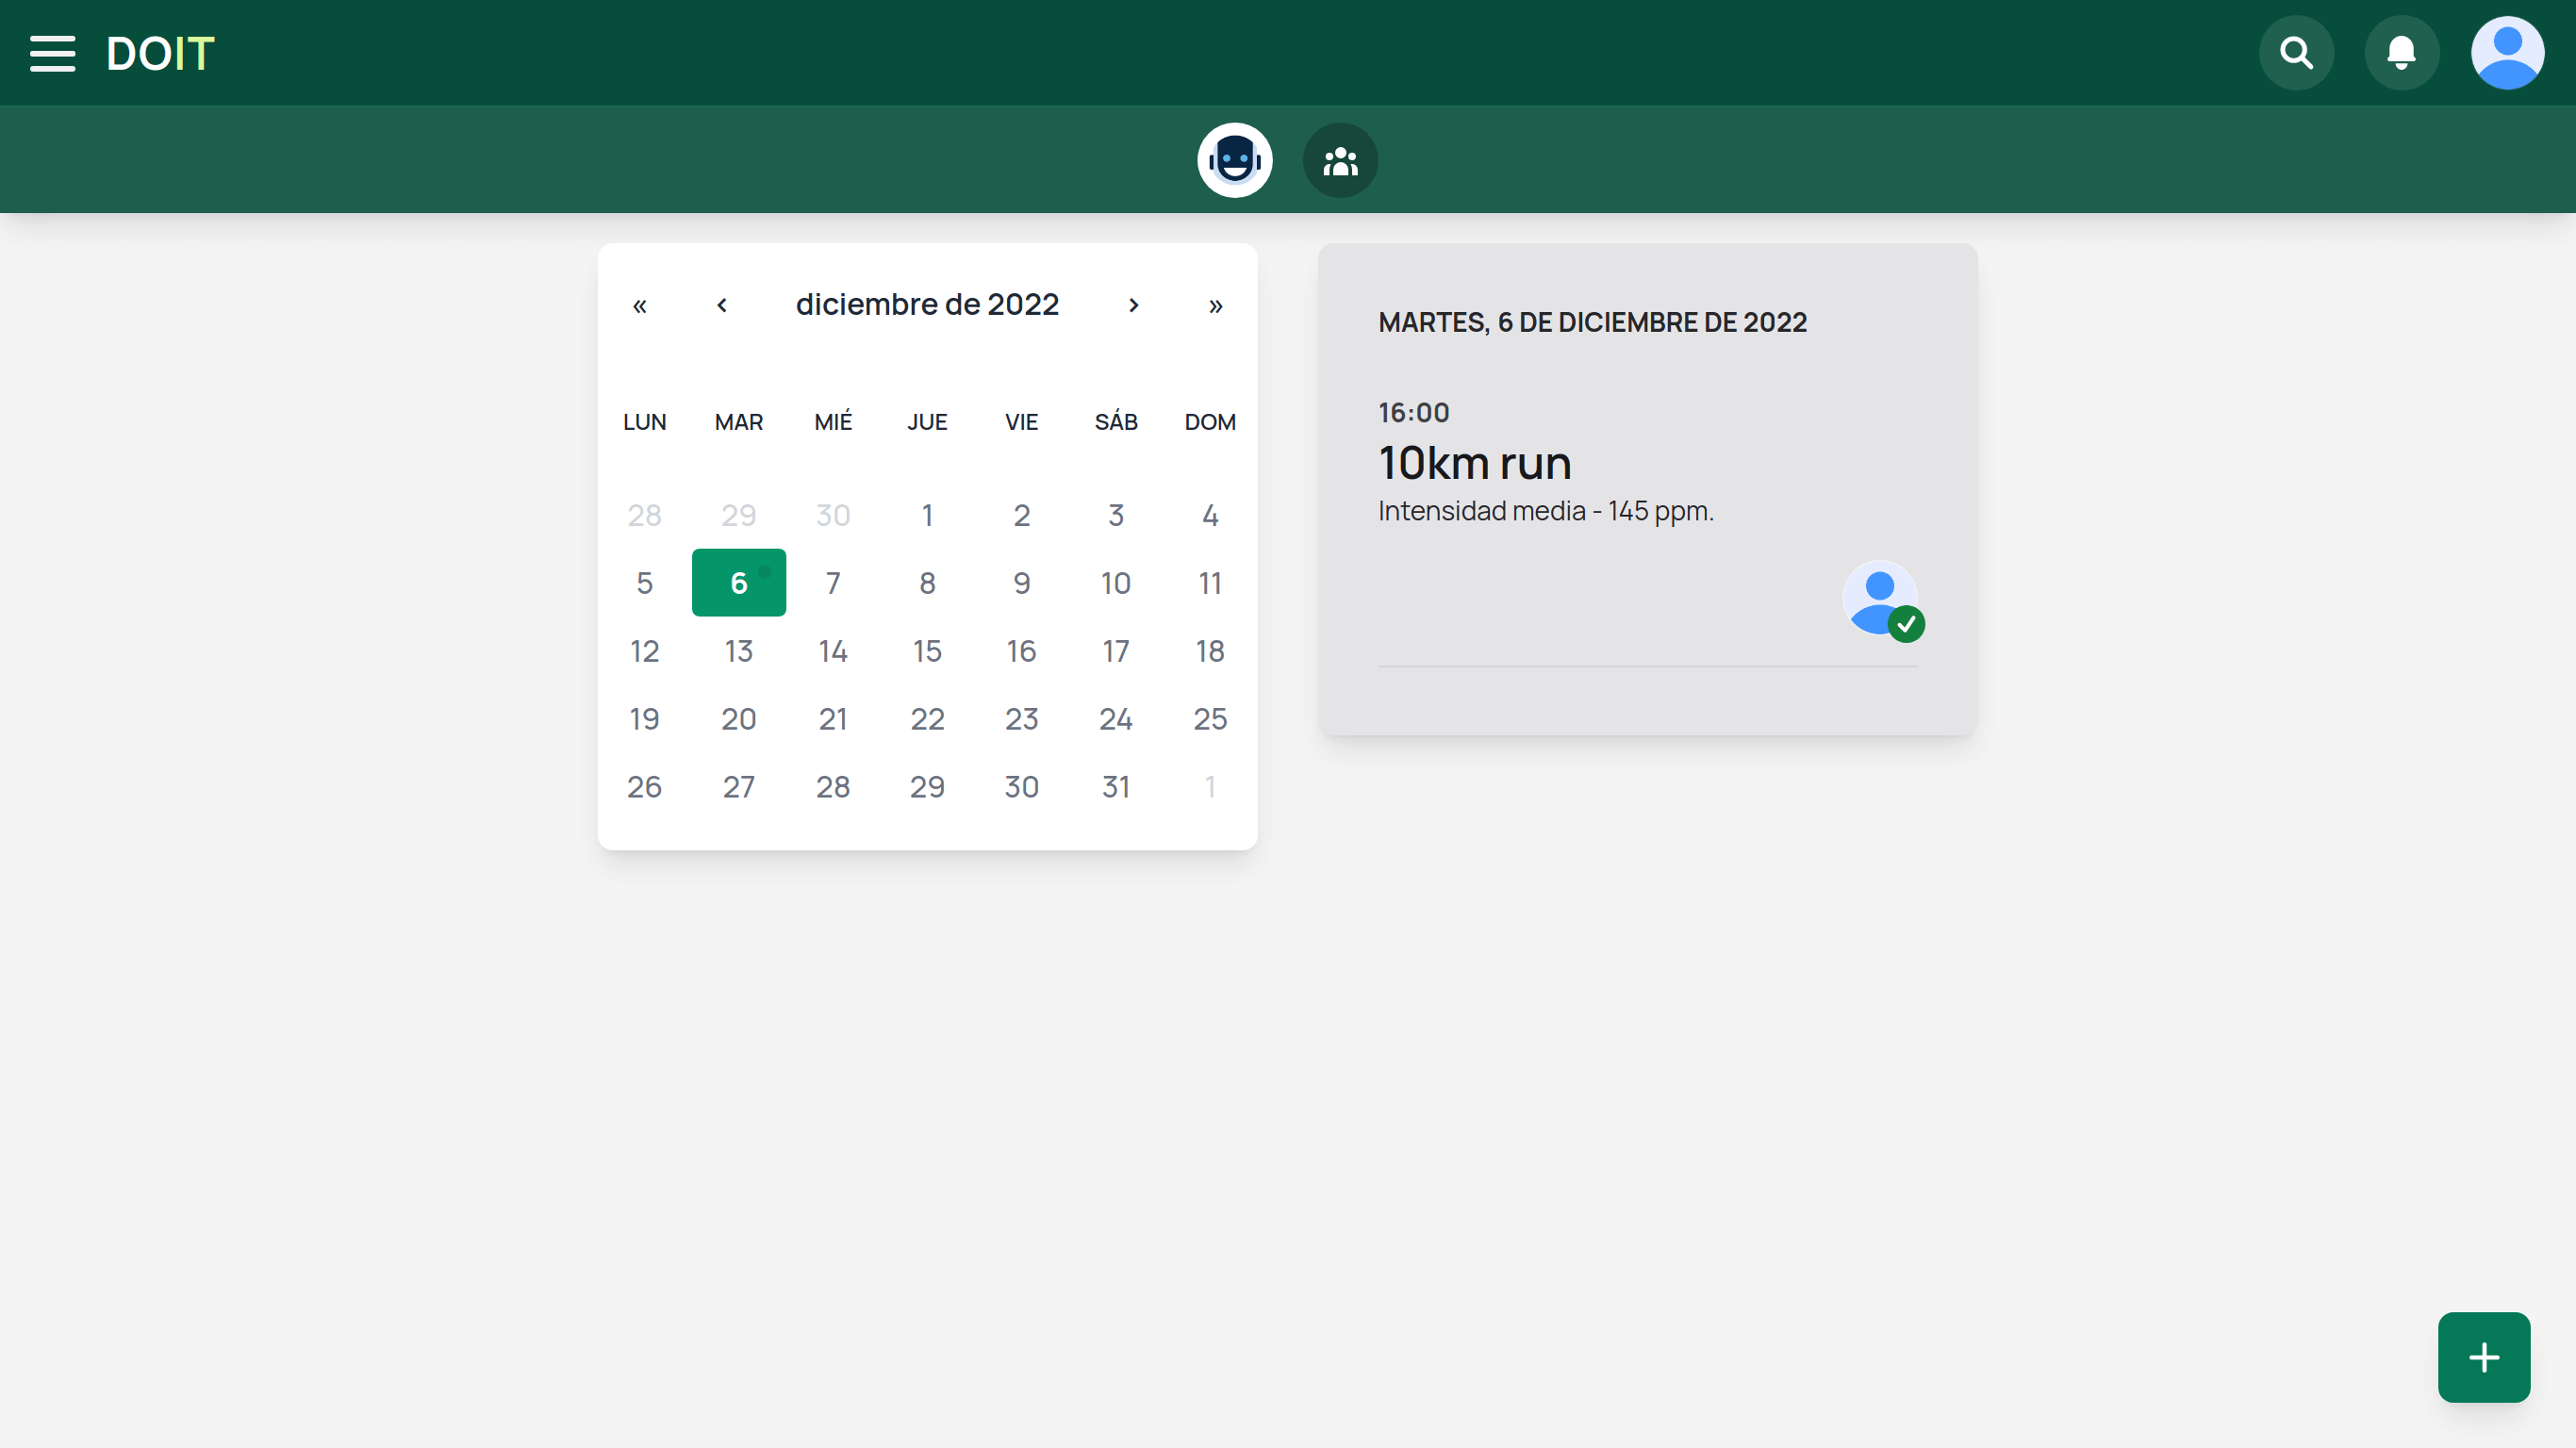 DOIT
« ‹ diciembre de 2022 › »
LUN MAR MIÉ JUE VIE SÁB DOM
28 29 30 1 2 3 4
5 6 7 8 9 10 11
12 13 14 15 16 17 18
19 20 21 22 23 24 25
26 27 28 29 30 31 1
MARTES, 6 DE DICIEMBRE DE 2022
16:00
10km run
Intensidad media - 145 ppm.